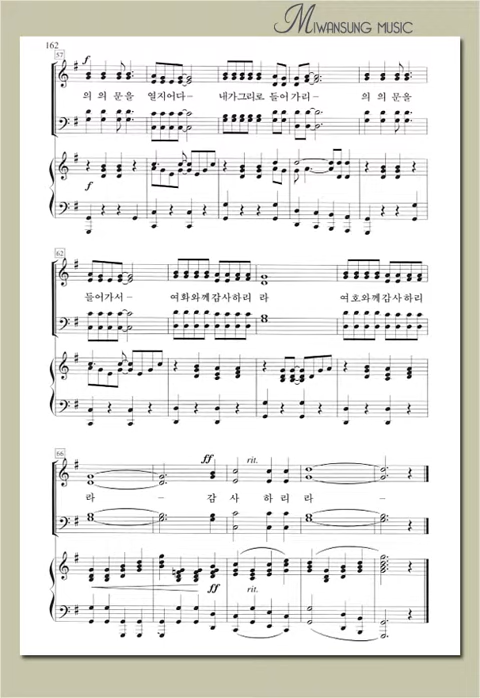 MIWANSUNG MUSIC
162
57
f
의 의 문을 열지어다- 내가그리로 들어가리- 의 의 문을
f
62
들어가서- 여화와께감사하리 라 여호와께감사하리
66
ff rit.
라 - 감 사 하 리 라 -
ff rit.